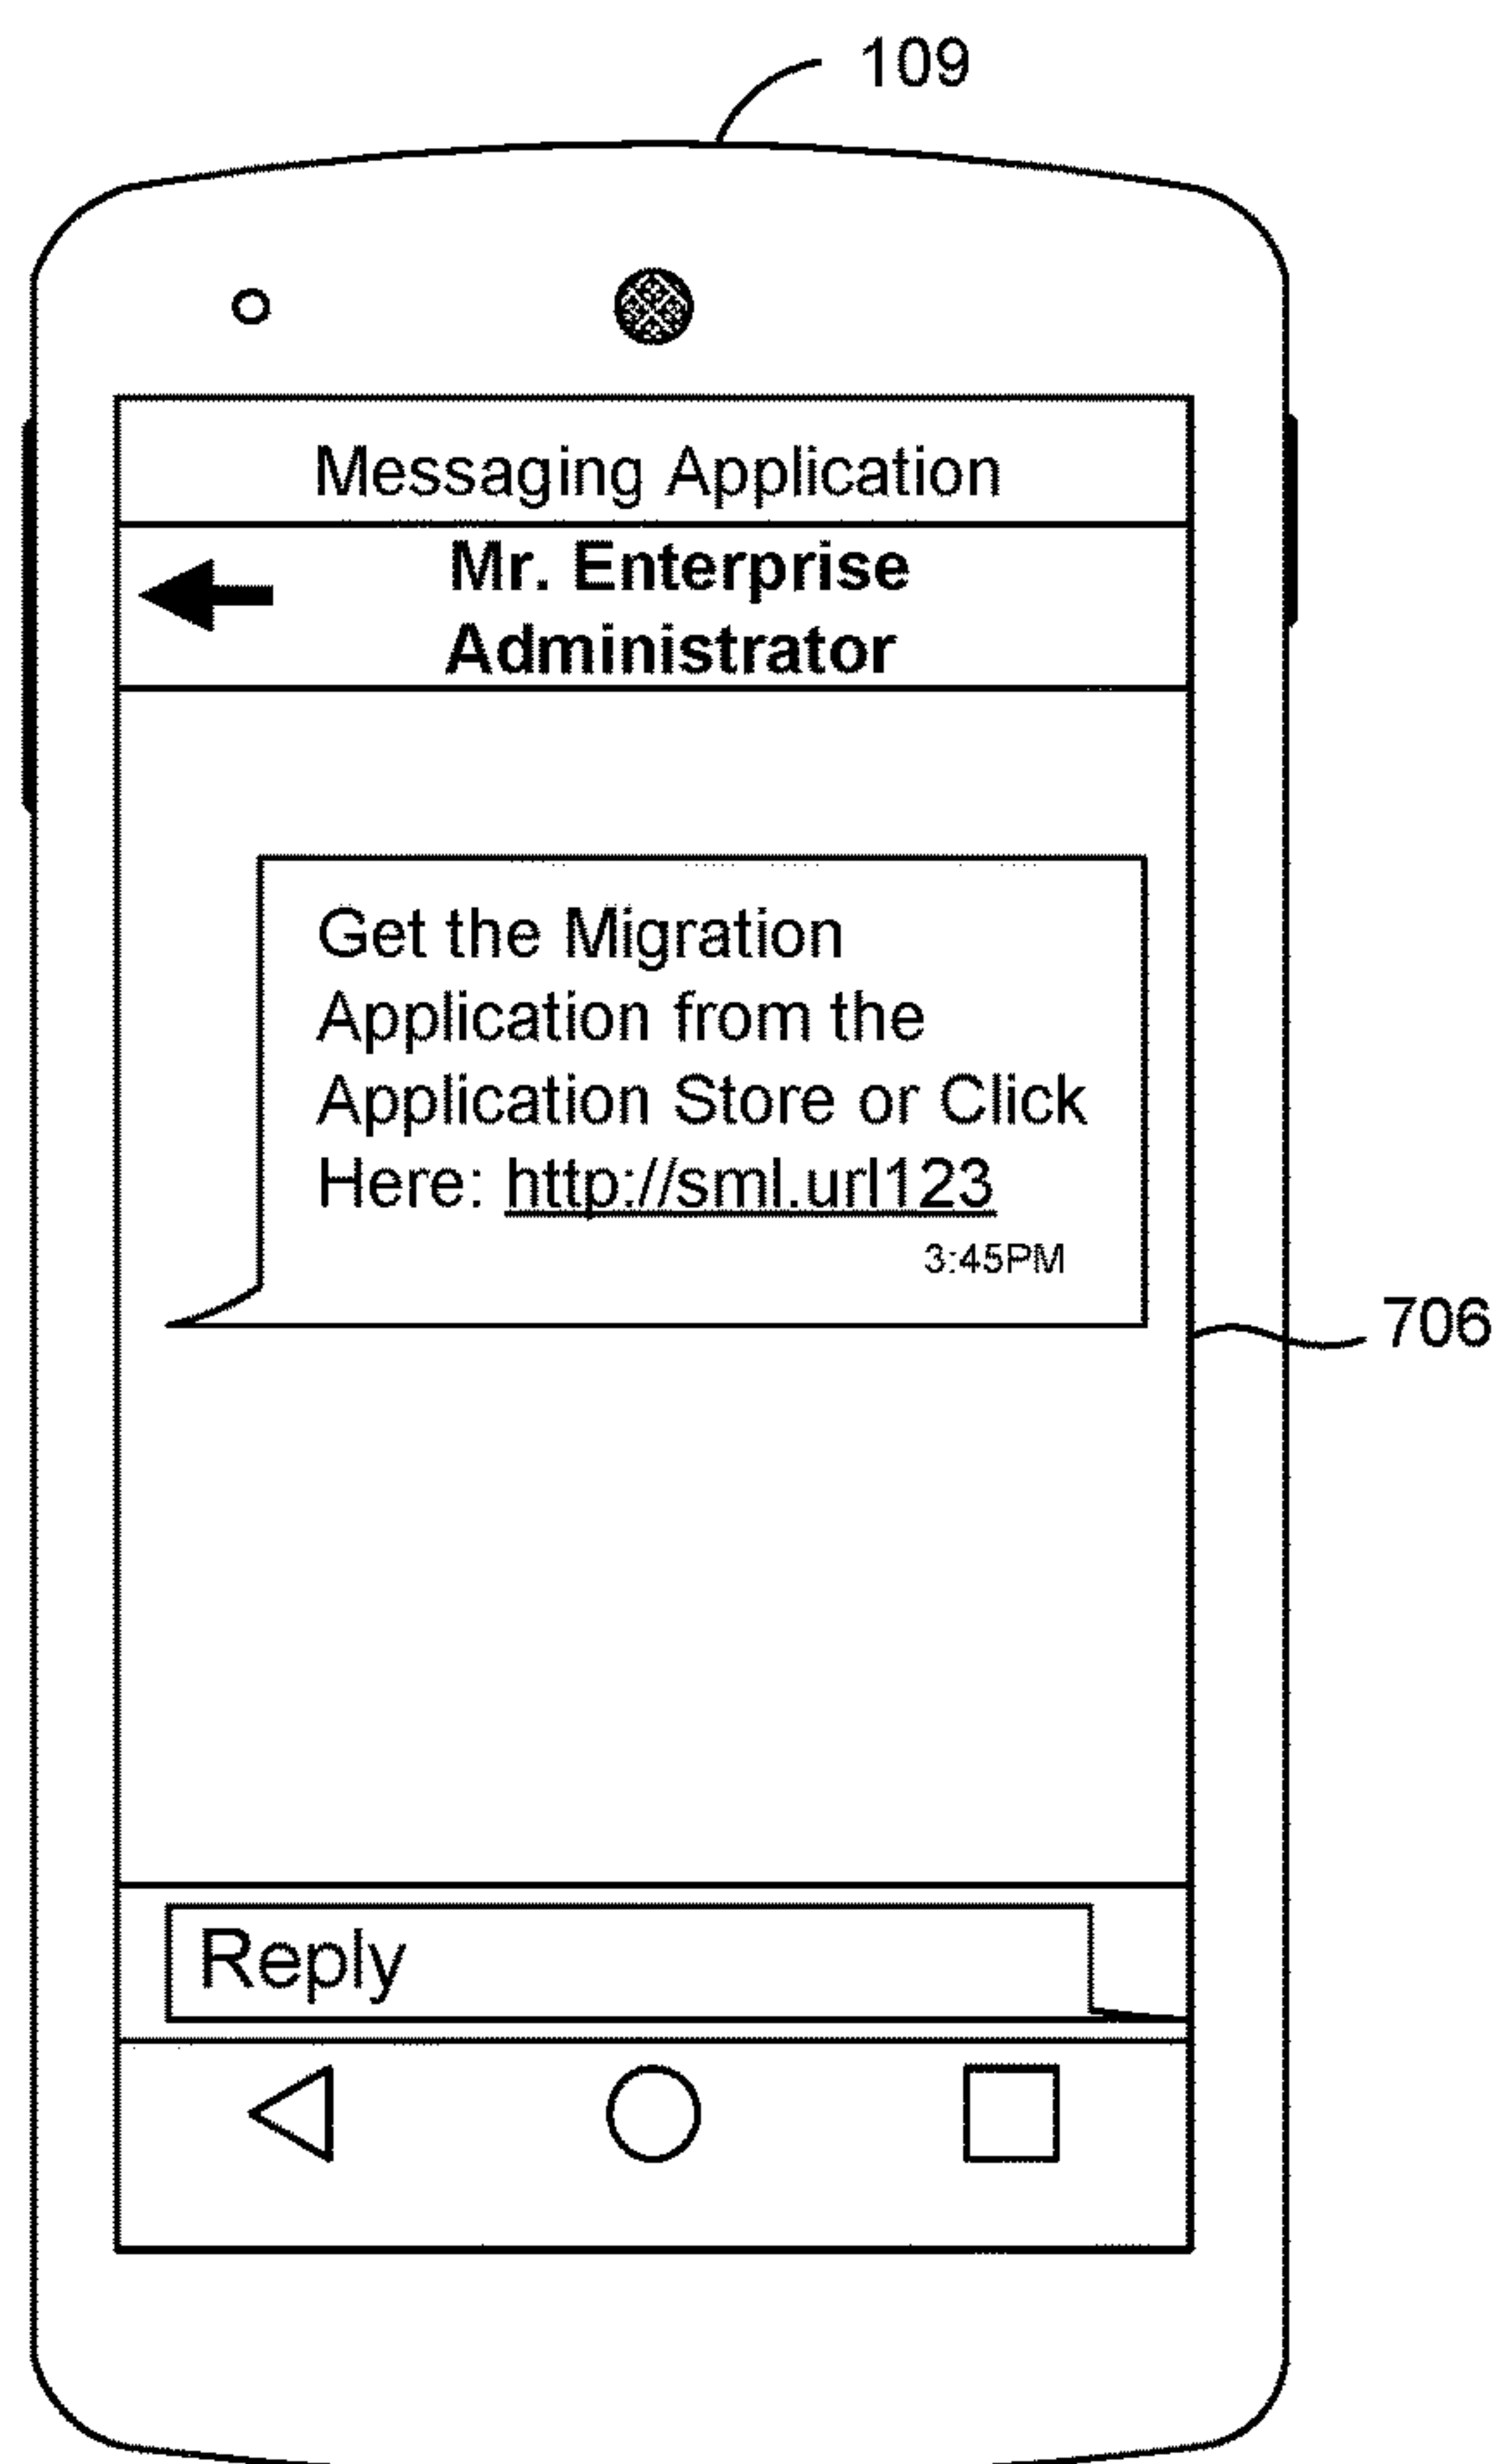 109
Messaging Application
Mr. Enterprise
Administrator
Get the Migration
Application from the
Application Store or Click
Here: http://sml.url123
3:45PM
706
Reply